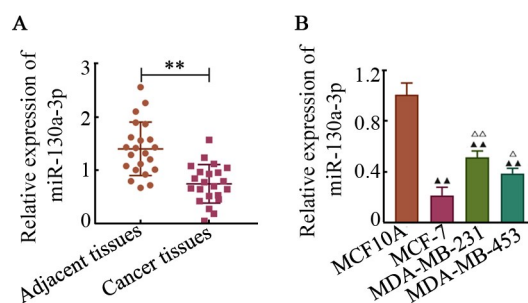 A
Relative expression of
miR-130a-3p
3
2
1
0
**
Adjacent tissues
Cancer tissues
B
Relative expression of
miR-130a-3p
1.2
0.8
0.4
0
▲▲
△△
▲▲
△
▲▲
MCF10A
MCF-7
MDA-MB-231
MDA-MB-453